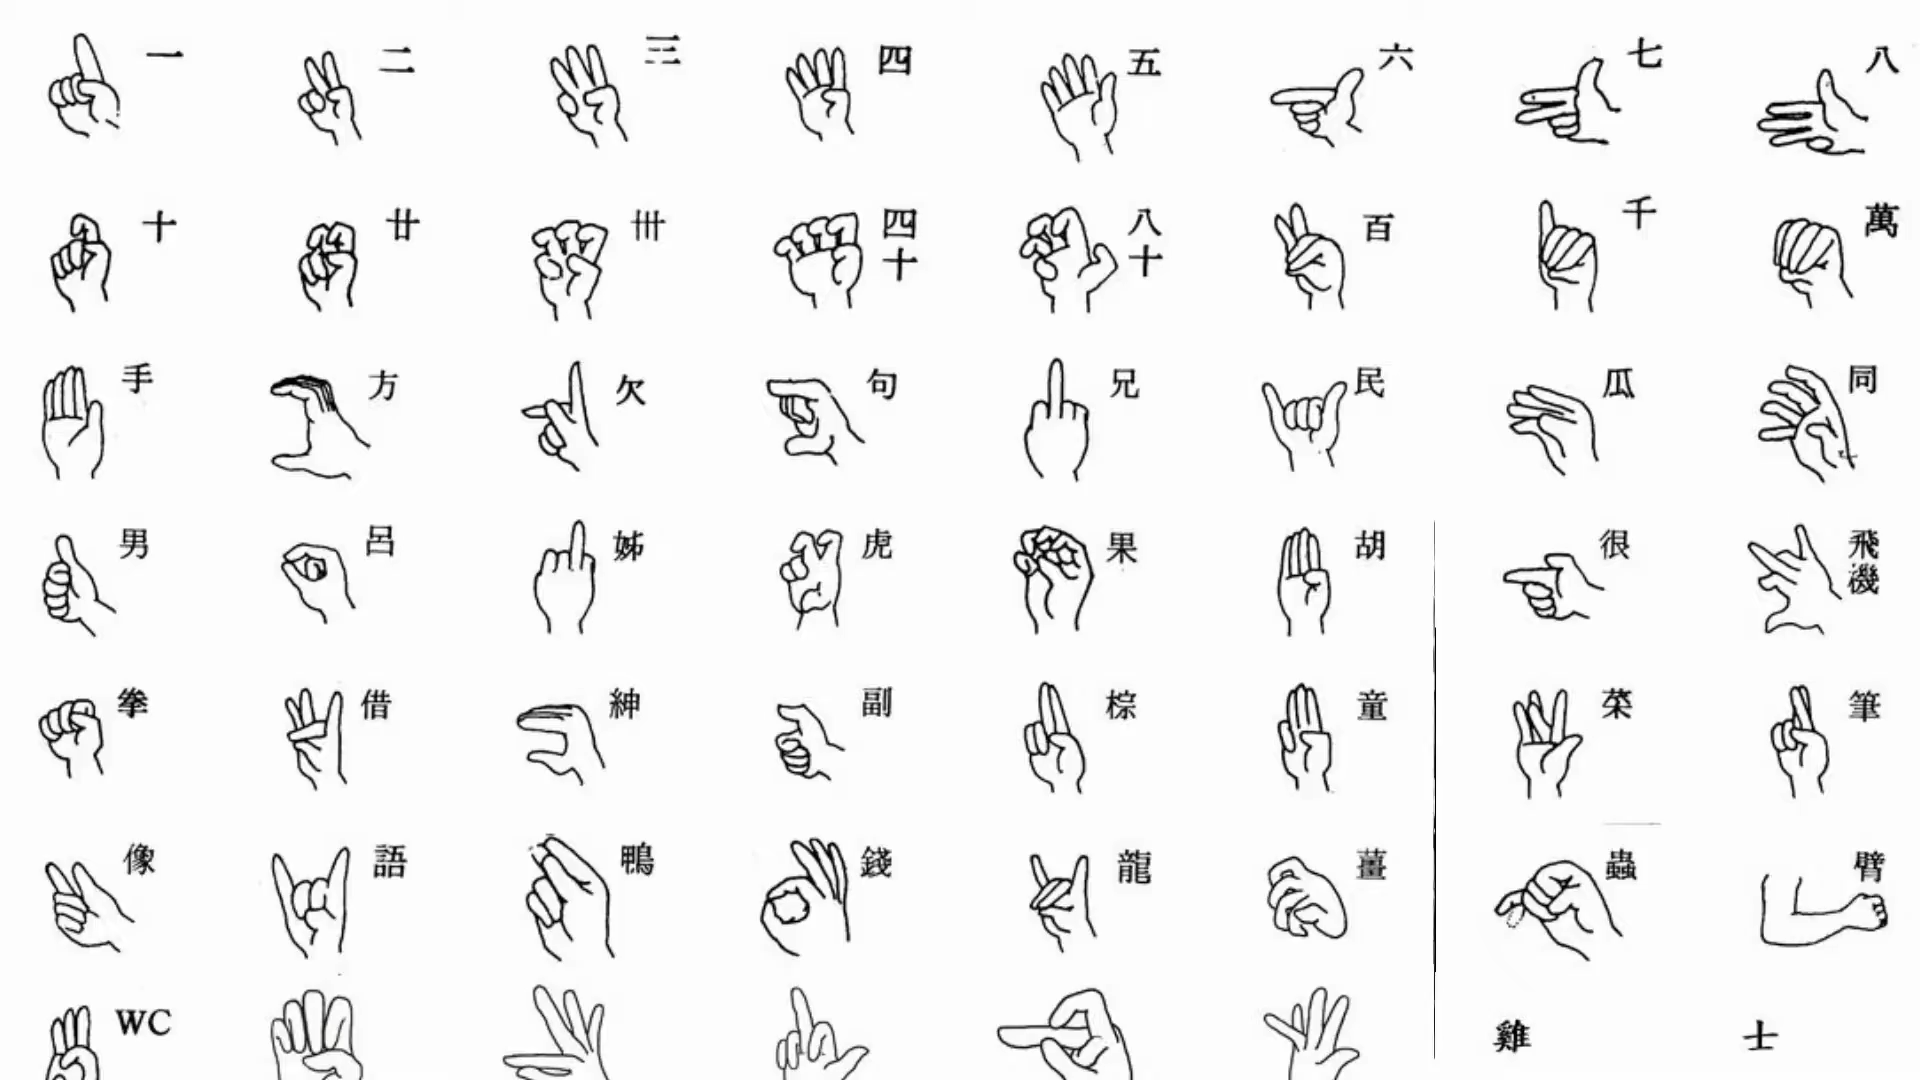 一 二 三 四 五 六 七 八
十 廿 卅 四十 八十 百 千 萬
手 方 欠 句 兄 民 瓜 同
男 呂 姊 虎 果 胡 很 飛機
拳 借 紳 副 棕 童 菜 筆
像 語 鴨 錢 龍 薑 蟲 臂
WC 雞 士